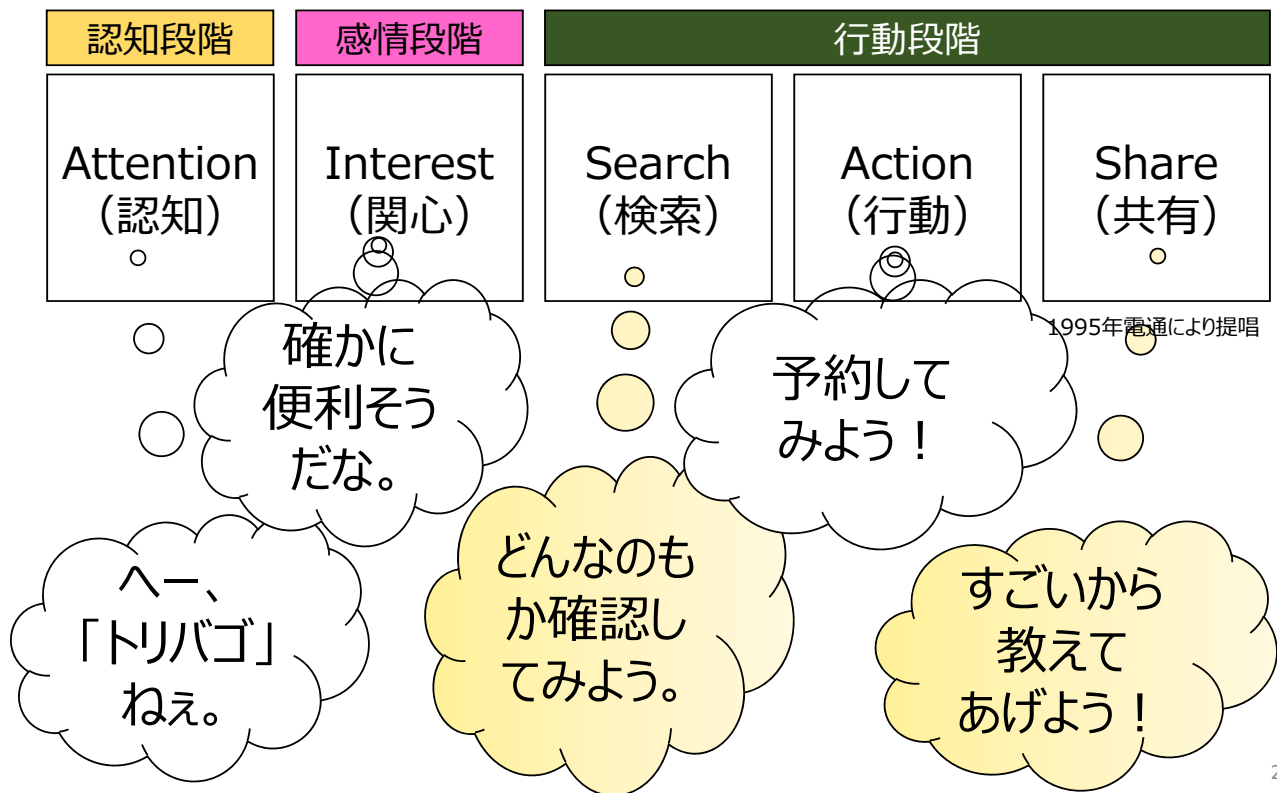 認知段階
感情段階
行動段階
Attention
（認知）
Interest
（関心）
Search
（検索）
Action
（行動）
Share
（共有）
1995年電通により提唱
確かに
便利そう
だな。
予約して
みよう！
へー、
「トリバゴ」
ねぇ。
どんなのも
か確認し
てみよう。
すごいから
教えて
あげよう！
2